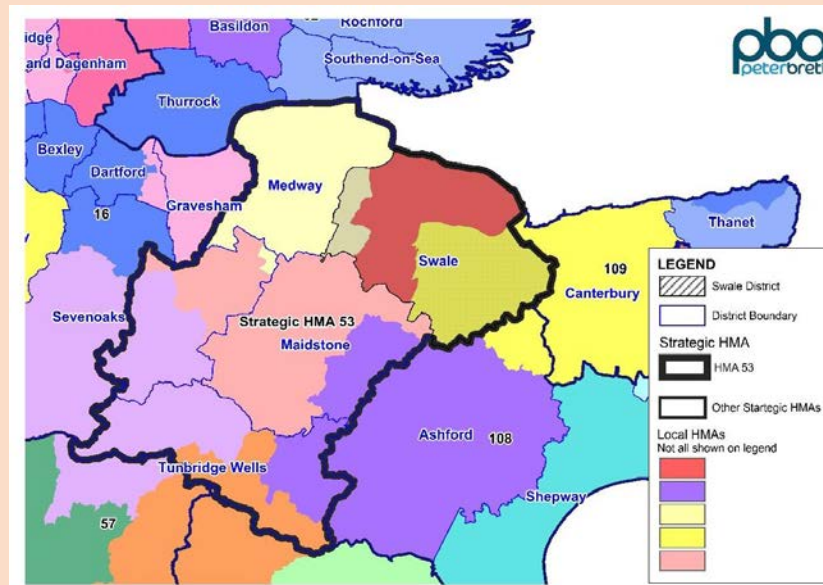 Rochford
Basildon
idge
and Dagenham
Southend-on-Sea
pba
peterbret
Thurrock
Bexley
Dartford
Medway
Gravesham
16
Thanet
109
Canterbury
Swale
Sevenoaks
Strategic HMA 53
Maidstone
Ashford
108
Tunbridge Wells
Shepway
57
LEGEND
Swale District
District Boundary
Strategic HMA
HMA 53
Other Startegic HMAs
Local HMAs
Not all shown on legend